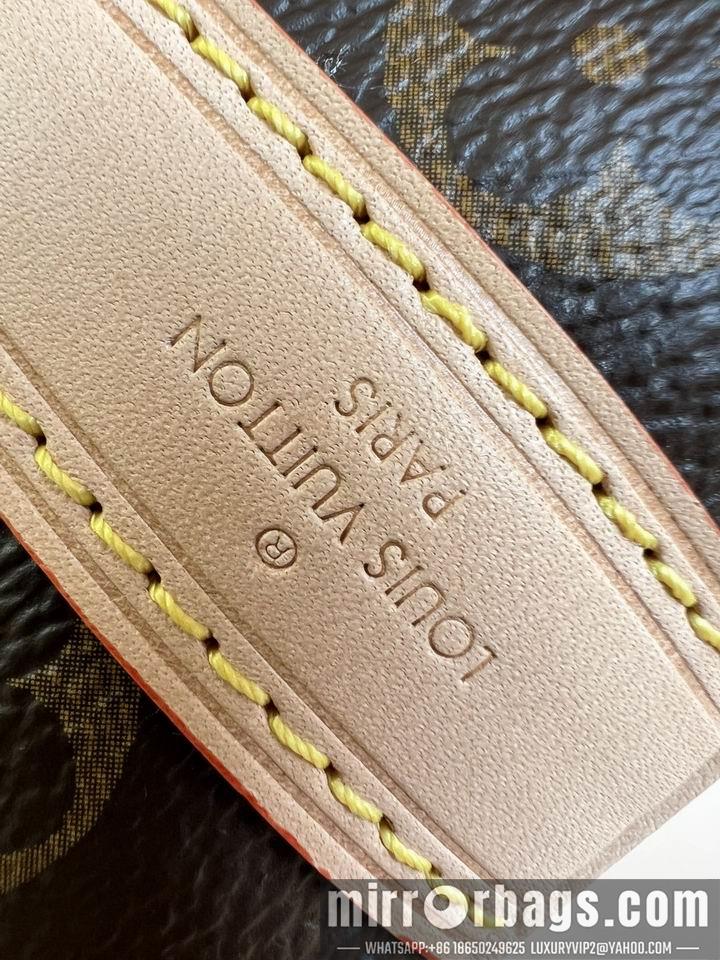 ®
LOUIS VUITTON
PARIS
mirrorbags.com
WHATSAPP:+86 18650249625 LUXURYVIP2@YAHOO.COM